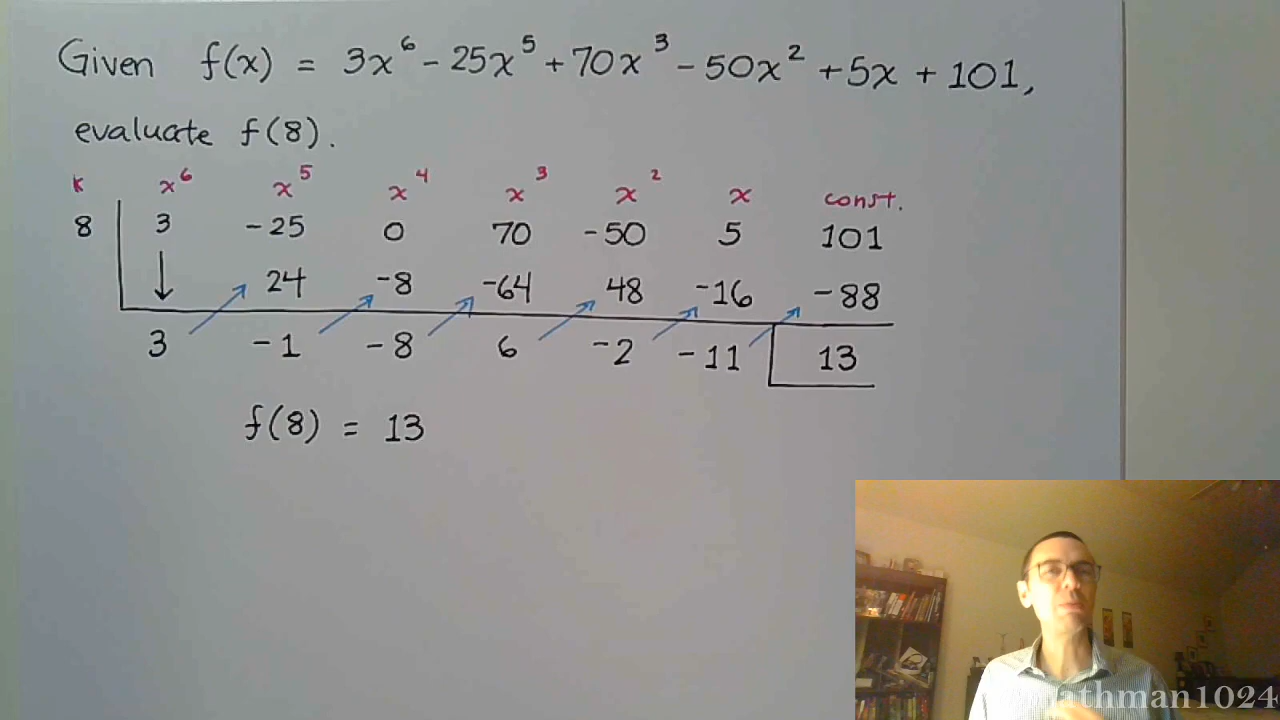 Given f(x) = 3x⁶ - 25x⁵ + 70x³ - 50x² + 5x + 101,
evaluate f(8).
K x⁶ x⁵ x⁴ x³ x² x const.
8 3 -25 0 70 -50 5 101
24 -8 -64 48 -16 -88
3 -1 -8 6 -2 -11 13
f(8) = 13
mathman1024